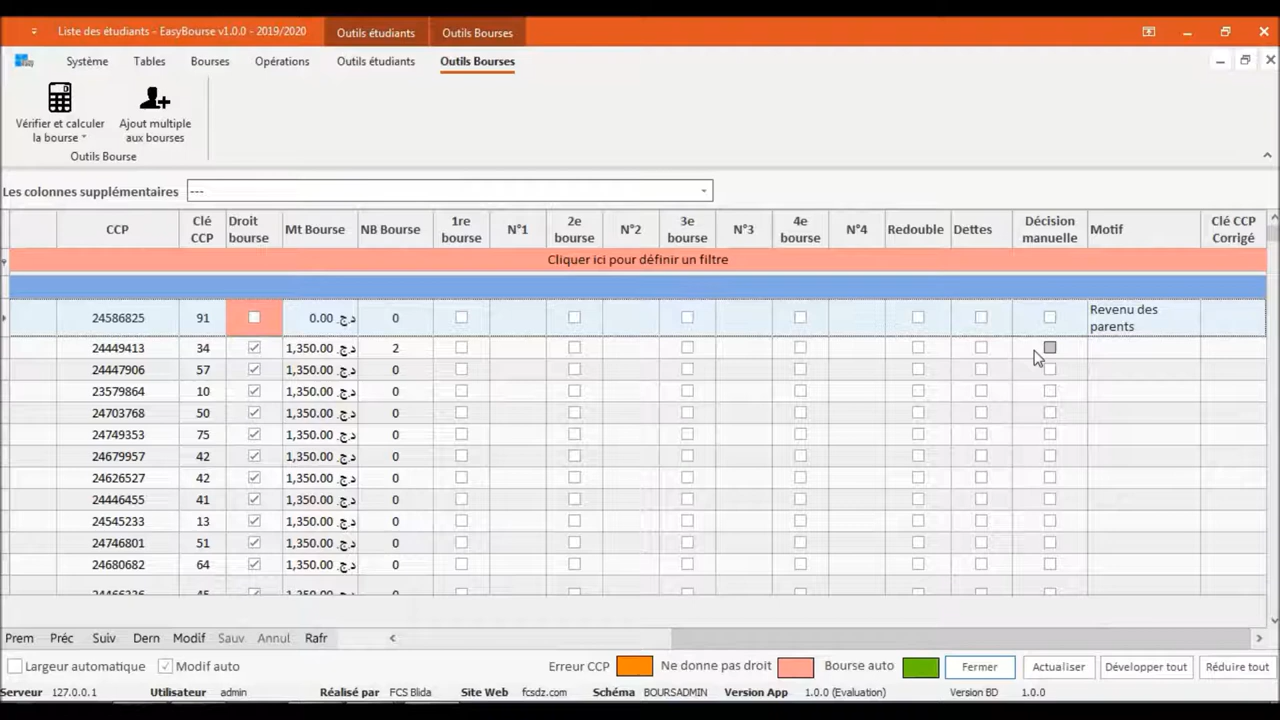 Liste des étudiants - EasyBourse v1.0.0 - 2019/2020 Outils étudiants Outils Bourses
Système Tables Bourses Opérations Outils étudiants Outils Bourses
Vérifier et calculer la bourse
Ajout multiple aux bourses
Outils Bourse
Les colonnes supplémentaires ---
CCP Clé CCP Droit bourse Mt Bourse NB Bourse 1re bourse N°1 2e bourse N°2 3e bourse N°3 4e bourse N°4 Redouble Dettes Décision manuelle Motif Clé CCP Corrigé
Cliquer ici pour définir un filtre
24586825 91 0.00 د.ج. 0 Revenu des parents
24449413 34 1,350.00 د.ج. 2
24447906 57 1,350.00 د.ج. 0
23579864 10 1,350.00 د.ج. 0
24703768 50 1,350.00 د.ج. 0
24749353 75 1,350.00 د.ج. 0
24679957 42 1,350.00 د.ج. 0
24626527 42 1,350.00 د.ج. 0
24446455 41 1,350.00 د.ج. 0
24545233 13 1,350.00 د.ج. 0
24746801 51 1,350.00 د.ج. 0
24680682 64 1,350.00 د.ج. 0
Prem Préc Suiv Dern Modif Sauv Annul Rafr
Largeur automatique Modif auto Erreur CCP Ne donne pas droit Bourse auto Fermer Actualiser Développer tout Réduire tout
Serveur 127.0.0.1 Utilisateur admin Réalisé par FCS Blida Site Web fcsdz.com Schéma BOURSADMIN Version App 1.0.0 (Evaluation) Version BD 1.0.0